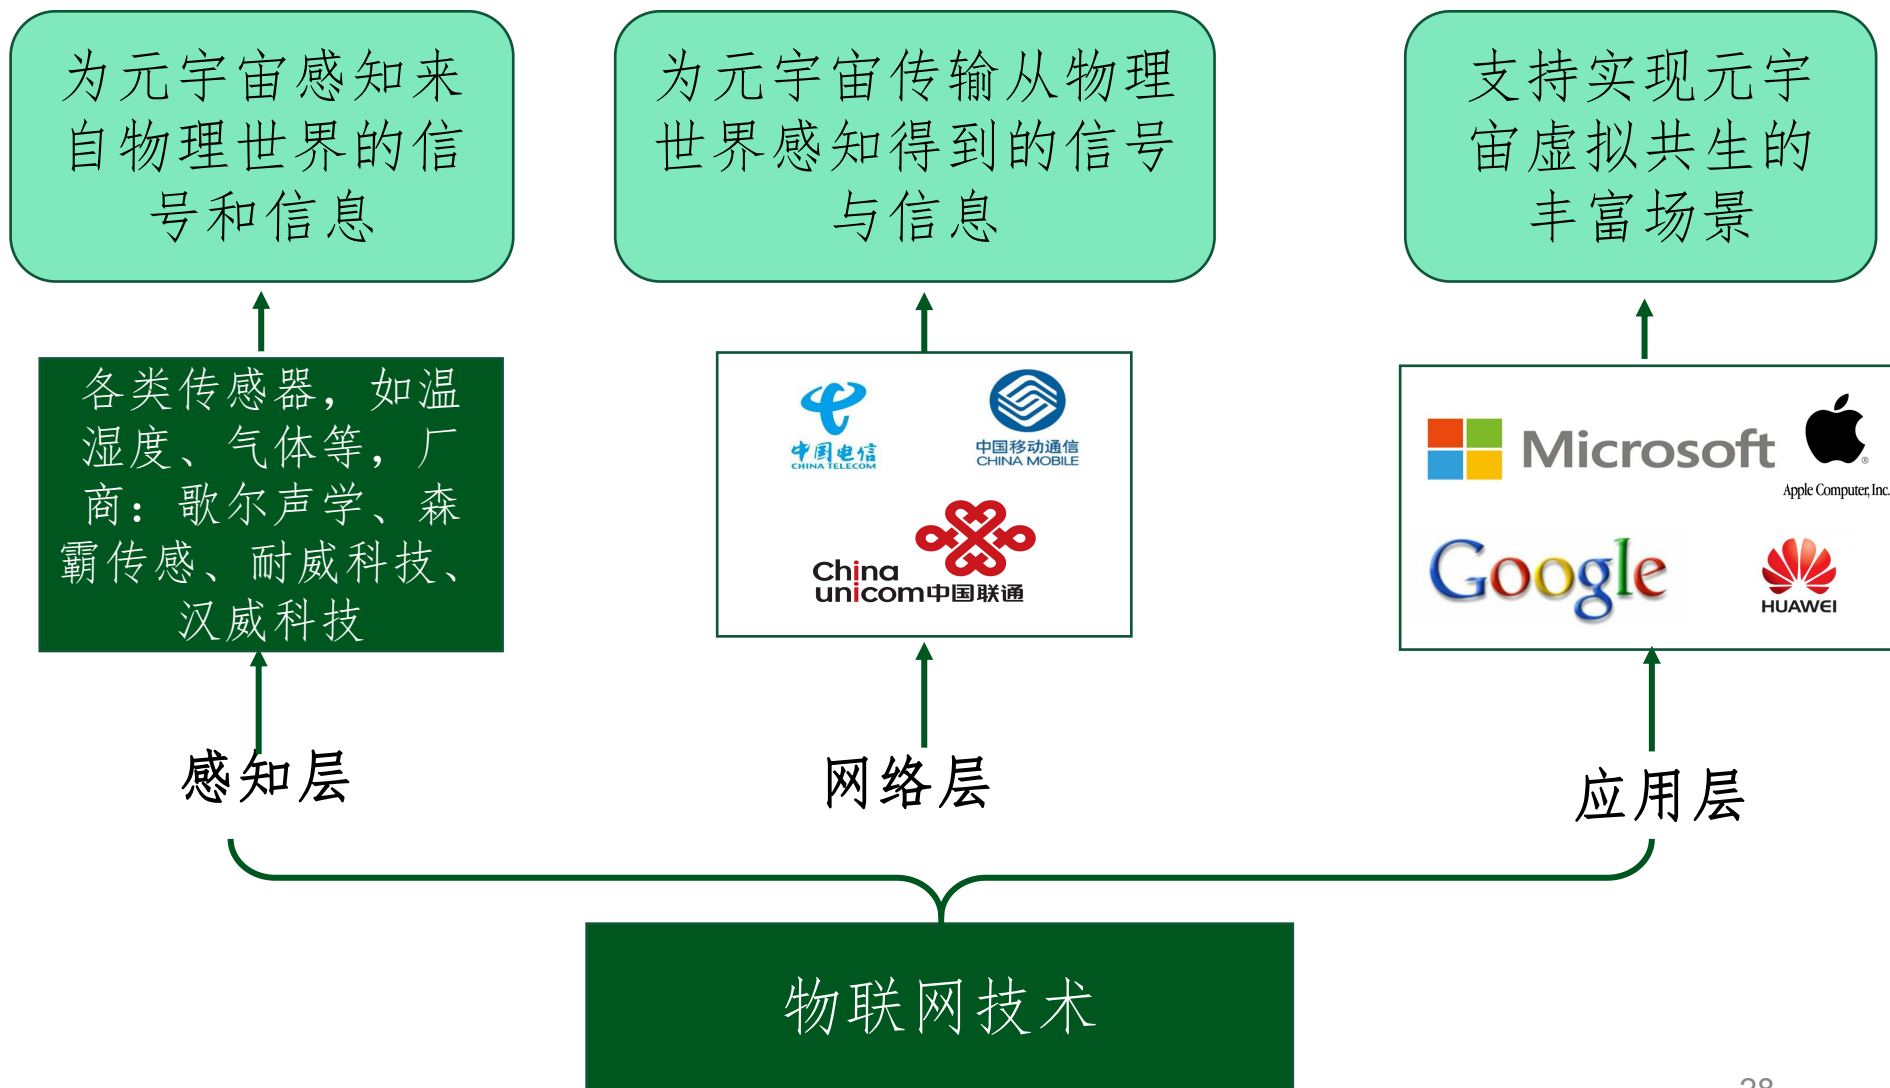 为元宇宙感知来
自物理世界的信
号和信息
为元宇宙传输从物理
世界感知得到的信号
与信息
支持实现元宇
宙虚拟共生的
丰富场景
各类传感器，如温
湿度、气体等，厂
商：歌尔声学、森
霸传感、耐威科技、
汉威科技
中国电信
CHINA TELECOM
中国移动通信
CHINA MOBILE
China
unicom中国联通
Microsoft
Apple Computer, Inc.
Google
HUAWEI
感知层
网络层
应用层
物联网技术
28